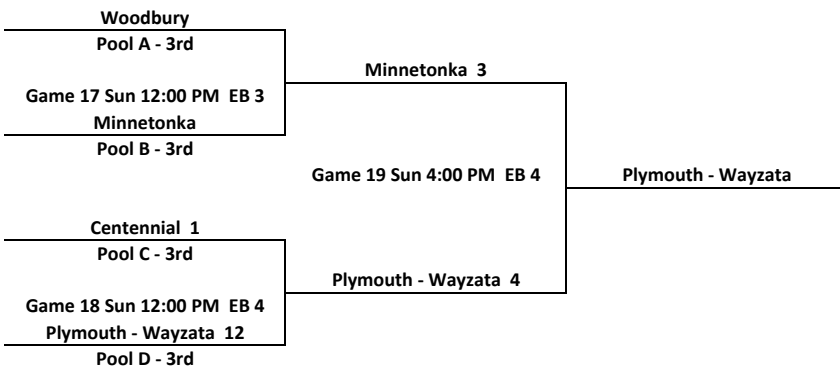 Woodbury
Pool A - 3rd
Minnetonka 3
Game 17 Sun 12:00 PM EB 3
Minnetonka
Pool B - 3rd
Game 19 Sun 4:00 PM EB 4
Plymouth - Wayzata
Centennial 1
Pool C - 3rd
Plymouth - Wayzata 4
Game 18 Sun 12:00 PM EB 4
Plymouth - Wayzata 12
Pool D - 3rd